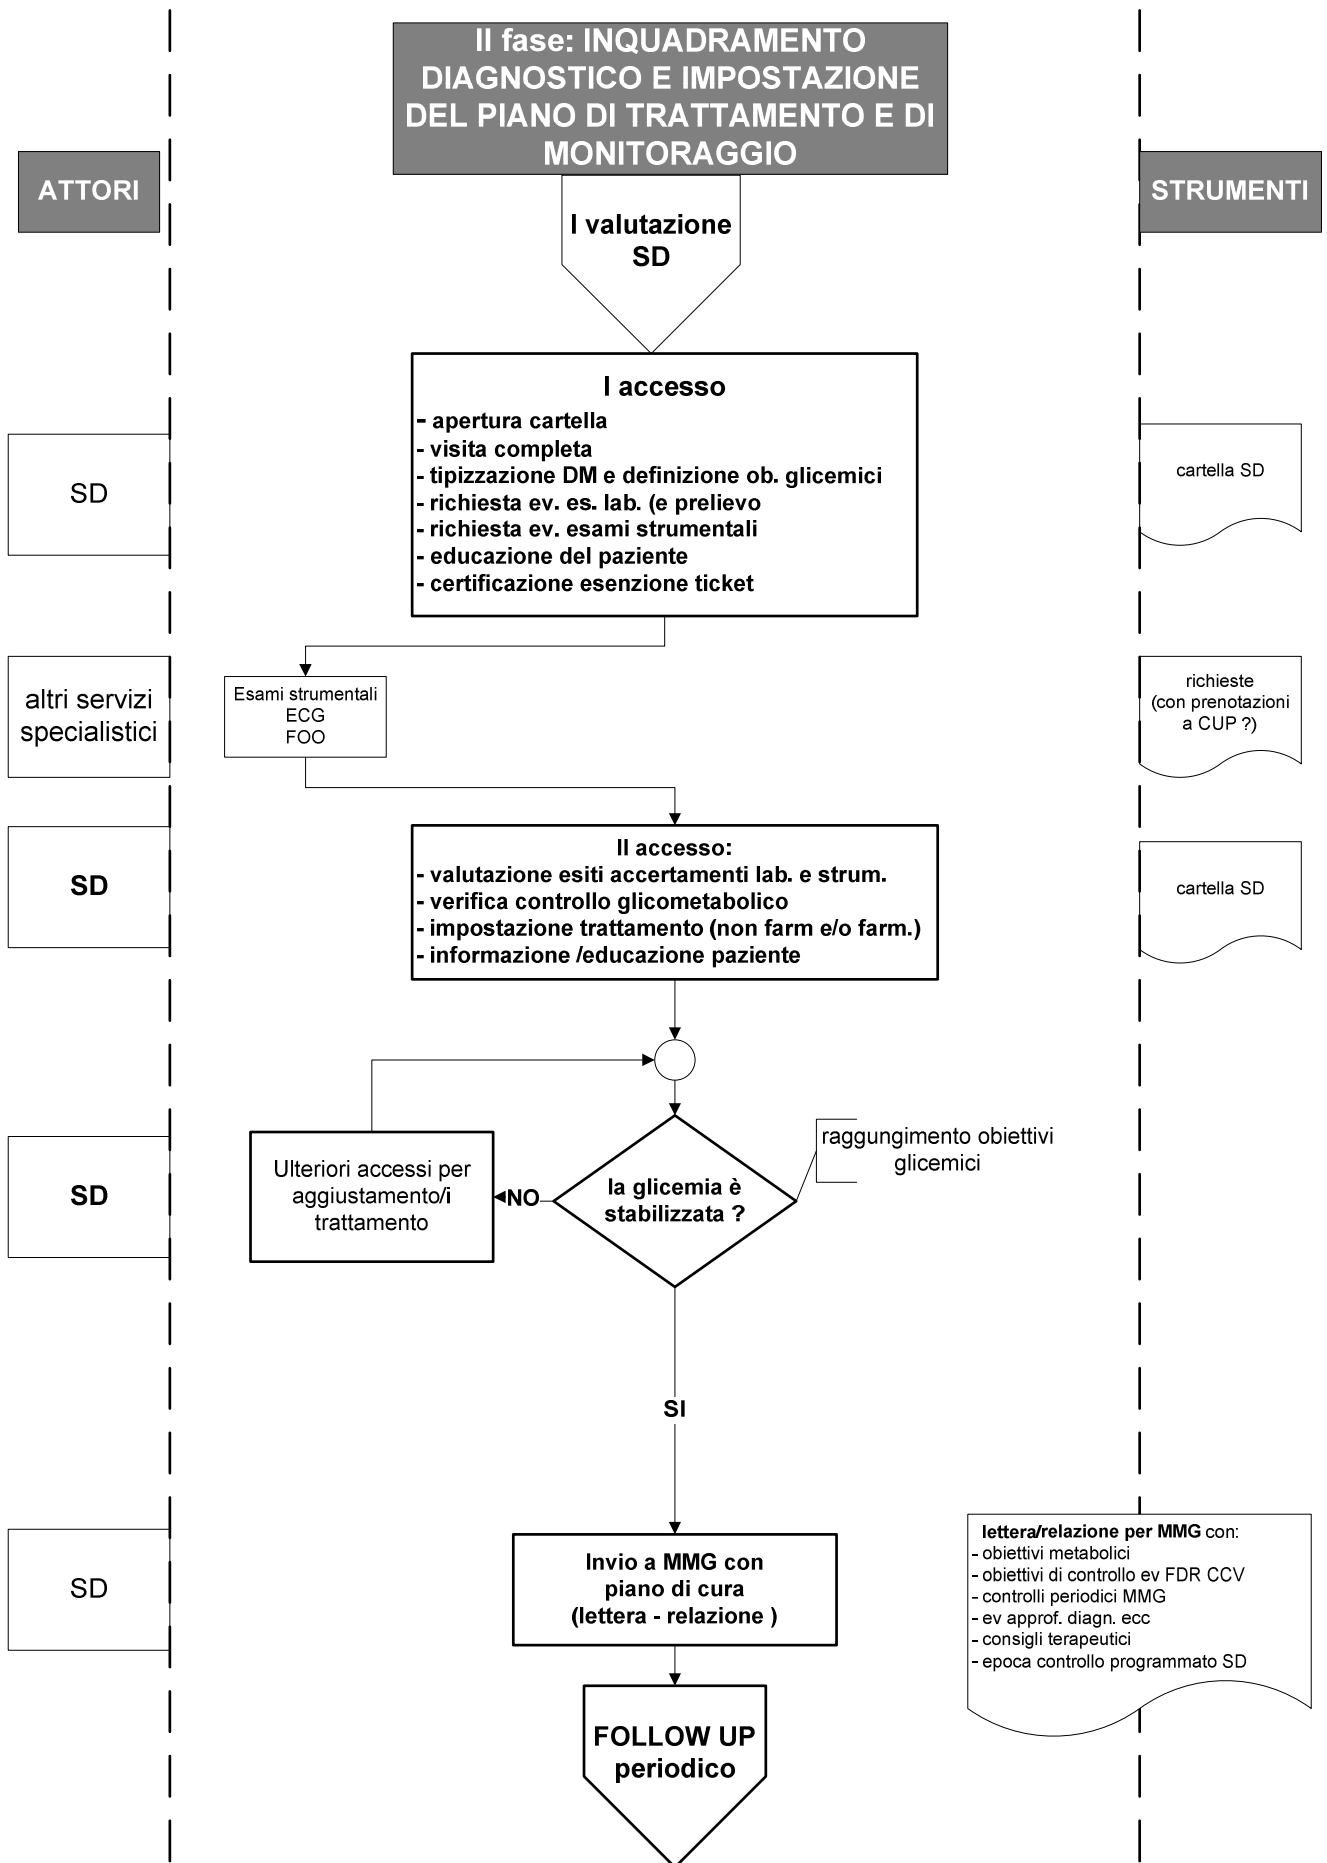 II fase: INQUADRAMENTO
DIAGNOSTICO E IMPOSTAZIONE
DEL PIANO DI TRATTAMENTO E DI
MONITORAGGIO
ATTORI
STRUMENTI
I valutazione
SD
I accesso
- apertura cartella
- visita completa
- tipizzazione DM e definizione ob. glicemici
- richiesta ev. es. lab. (e prelievo
- richiesta ev. esami strumentali
- educazione del paziente
- certificazione esenzione ticket
SD
cartella SD
altri servizi
specialistici
Esami strumentali
ECG
FOO
richieste
(con prenotazioni
a CUP ?)
SD
II accesso:
- valutazione esiti accertamenti lab. e strum.
- verifica controllo glicometabolico
- impostazione trattamento (non farm e/o farm.)
- informazione /educazione paziente
cartella SD
SD
Ulteriori accessi per
aggiustamento/i
trattamento
NO
la glicemia è
stabilizzata ?
raggungimento obiettivi
glicemici
SI
SD
Invio a MMG con
piano di cura
(lettera - relazione )
lettera/relazione per MMG con:
- obiettivi metabolici
- obiettivi di controllo ev FDR CCV
- controlli periodici MMG
- ev approf. diagn. ecc
- consigli terapeutici
- epoca controllo programmato SD
FOLLOW UP
periodico